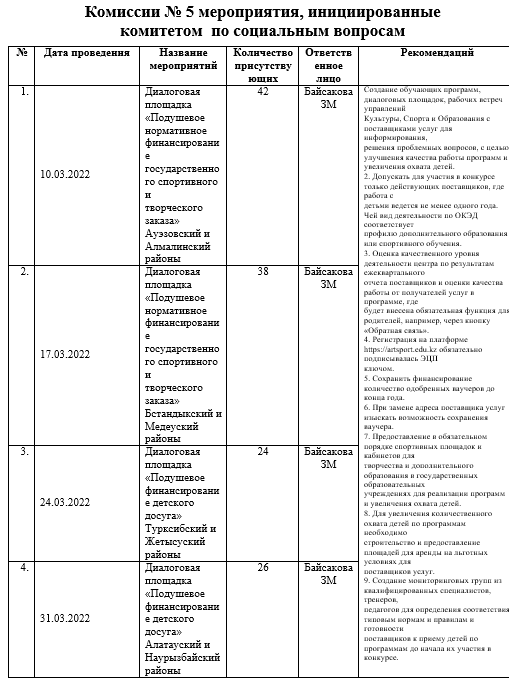 Комиссии № 5 мероприятия, инициированные
комитетом по социальным вопросам
№ Дата проведения Название мероприятий Количество присутствующих Ответственное лицо Рекомендаций
1.
10.03.2022
Диалоговая
площадка
«Подушевое
нормативное
финансировани
е
государственно
го спортивного
и
творческого
заказа»
Ауэзовский и
Алмалинский
районы
42
Байсакова
ЗМ
2.
17.03.2022
Диалоговая
площадка
«Подушевое
нормативное
финансировани
е
государственно
го спортивного
и
творческого
заказа»
Бстандыкский и
Медеуский
районы
38
Байсакова
ЗМ
3.
24.03.2022
Диалоговая
площадка
«Подушевое
финансировани
е детского
досуга»
Турксибский и
Жетысуский
районы
24
Байсакова
ЗМ
4.
31.03.2022
Диалоговая
площадка
«Подушевое
финансировани
е детского
досуга»
Алатауский и
Наурызбайский
районы
26
Байсакова
ЗМ
Создание обучающих программ,
диалоговых площадок, рабочих встреч
управлений
Культуры, Спорта и Образования с
поставщиками услуг для
информирования,
решения проблемных вопросов, с целью
улучшения качества работы программ и
увеличения охвата детей.
2. Допускать для участия в конкурсе
только действующих поставщиков, где
работа с
детьми ведется не менее одного года.
Чей вид деятельности по ОКЭД
соответствует
профилю дополнительного образования
или спортивного обучения.
3. Оценка качественного уровня
деятельности центра по результатам
ежеквартального
отчета поставщиков и оценки качества
работы от получателей услуг в
программе, где
будет внесена обязательная функция для
родителей, например, через кнопку
«Обратная связь».
4. Регистрация на платформе
https://artsport.edu.kz обязательно
подписывалась ЭЦП
ключом.
5. Сохранить финансирование
количество одобренных ваучеров до
конца года.
6. При замене адреса поставщика услуг
изыскать возможность сохранения
ваучера.
7. Предоставление в обязательном
порядке спортивных площадок и
кабинетов для
творчества и дополнительного
образования в государственных
образовательных
учреждениях для реализации программ
и увеличения охвата детей.
8. Для увеличения количественного
охвата детей по программам
необходимо
строительство и предоставление
площадей для аренды на льготных
условиях для
поставщиков услуг.
9. Создание мониторинговых групп из
квалифицированных специалистов,
тренеров,
педагогов для определения соответствия
типовым нормам и правилам и
готовности
поставщиков к приему детей по
программам до начала их участия в
конкурсе.